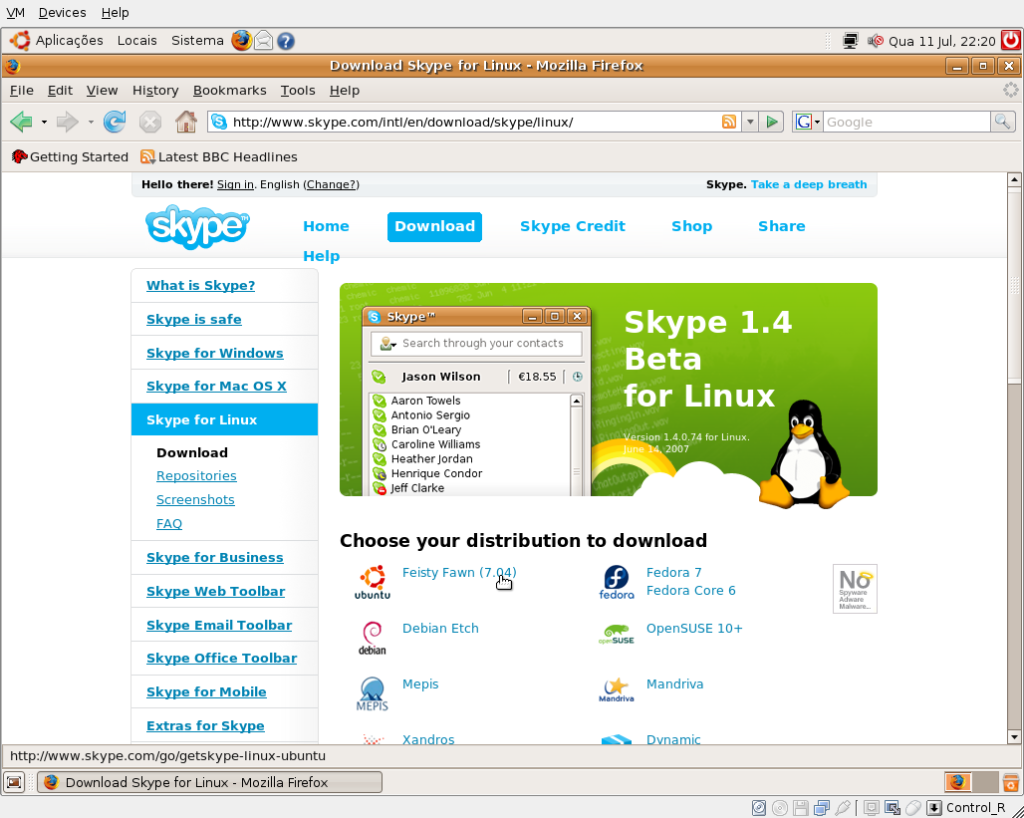 VM Devices Help
Aplicações Locais Sistema Qua 11 Jul, 22:20
Download Skype for Linux - Mozilla Firefox
File Edit View History Bookmarks Tools Help
http://www.skype.com/intl/en/download/skype/linux/ G Google
Getting Started Latest BBC Headlines
Hello there! Sign in. English (Change?) Skype. Take a deep breath
skype
Home Download Skype Credit Shop Share
Help
What is Skype?
Skype is safe
Skype for Windows
Skype for Mac OS X
Skype for Linux
Download
Repositories
Screenshots
FAQ
Skype for Business
Skype Web Toolbar
Skype Email Toolbar
Skype Office Toolbar
Skype for Mobile
Extras for Skype
Skype™
Search through your contacts
Jason Wilson €18.55
Aaron Towels
Antonio Sergio
Brian O'Leary
Caroline Williams
Heather Jordan
Henrique Condor
Jeff Clarke
Skype 1.4
Beta
for Linux
Version 1.4.0.74 for Linux.
June 14, 2007
Choose your distribution to download
ubuntu Feisty Fawn (7.04)
fedora Fedora 7
Fedora Core 6
No
Spyware
Adware
Malware...
debian Debian Etch
openSUSE OpenSUSE 10+
MEPIS Mepis
Mandriva Mandriva
Xandros Dynamic
http://www.skype.com/go/getskype-linux-ubuntu
Download Skype for Linux - Mozilla Firefox
Control_R